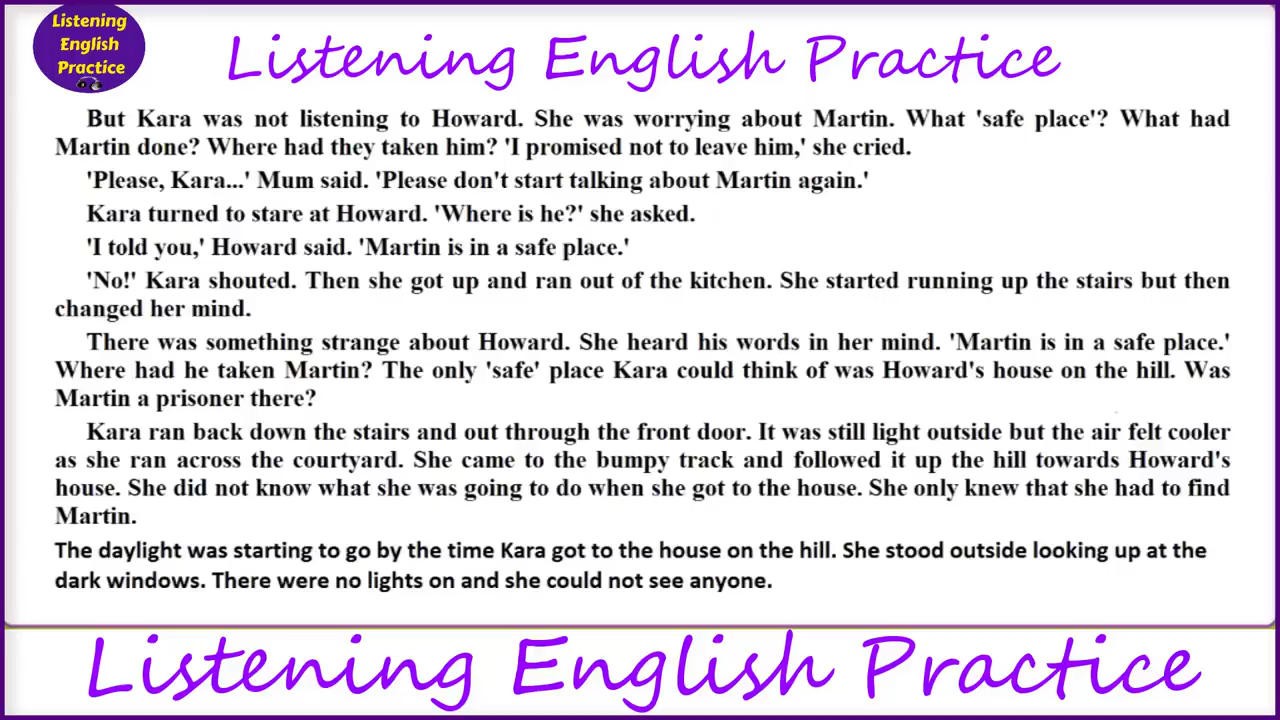 Listening
English
Practice
Listening English Practice
But Kara was not listening to Howard. She was worrying about Martin. What 'safe place'? What had
Martin done? Where had they taken him? 'I promised not to leave him,' she cried.
'Please, Kara...' Mum said. 'Please don't start talking about Martin again.'
Kara turned to stare at Howard. 'Where is he?' she asked.
'I told you,' Howard said. 'Martin is in a safe place.'
'No!' Kara shouted. Then she got up and ran out of the kitchen. She started running up the stairs but then
changed her mind.
There was something strange about Howard. She heard his words in her mind. 'Martin is in a safe place.'
Where had he taken Martin? The only 'safe' place Kara could think of was Howard's house on the hill. Was
Martin a prisoner there?
Kara ran back down the stairs and out through the front door. It was still light outside but the air felt cooler
as she ran across the courtyard. She came to the bumpy track and followed it up the hill towards Howard's
house. She did not know what she was going to do when she got to the house. She only knew that she had to find
Martin.
The daylight was starting to go by the time Kara got to the house on the hill. She stood outside looking up at the
dark windows. There were no lights on and she could not see anyone.
Listening English Practice